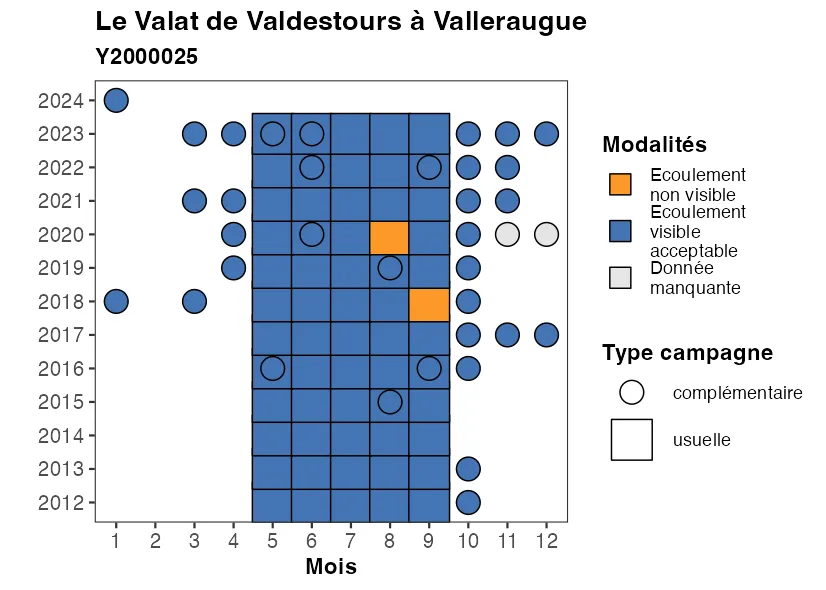 Le Valat de Valdestours à Valleraugue
Y2000025
2024
2023
2022
2021
2020
2019
2018
2017
2016
2015
2014
2013
2012
1 2 3 4 5 6 7 8 9 10 11 12
Mois
Modalités
Ecoulement
non visible
Ecoulement
visible
acceptable
Donnée
manquante
Type campagne
complémentaire
usuelle